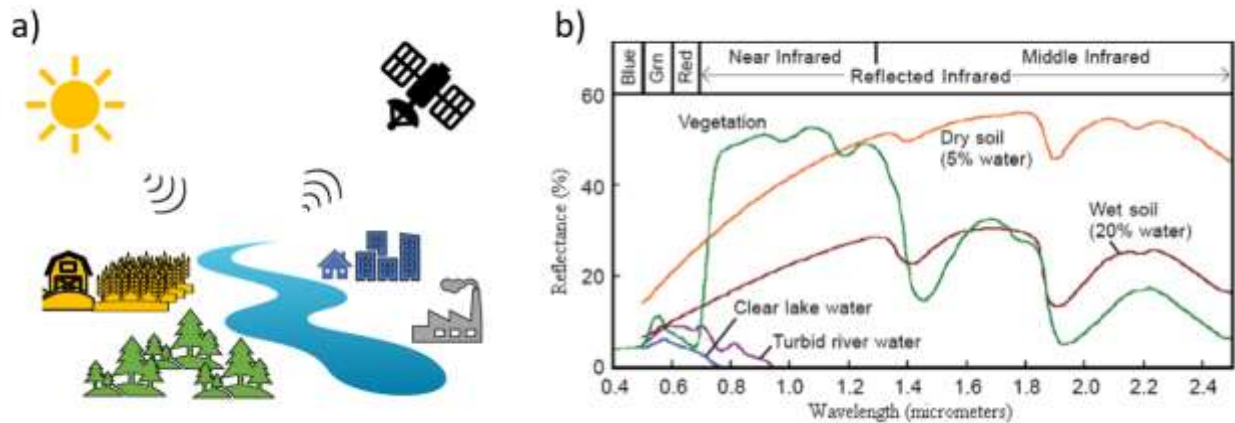 a)
b)
Blue
Grn
Red
Near Infrared
Middle Infrared
Reflected Infrared
60
40
20
0
Reflectance (%)
Vegetation
Dry soil
(5% water)
Wet soil
(20% water)
Clear lake water
Turbid river water
0.4 0.6 0.8 1.0 1.2 1.4 1.6 1.8 2.0 2.2 2.4
Wavelength (micrometers)